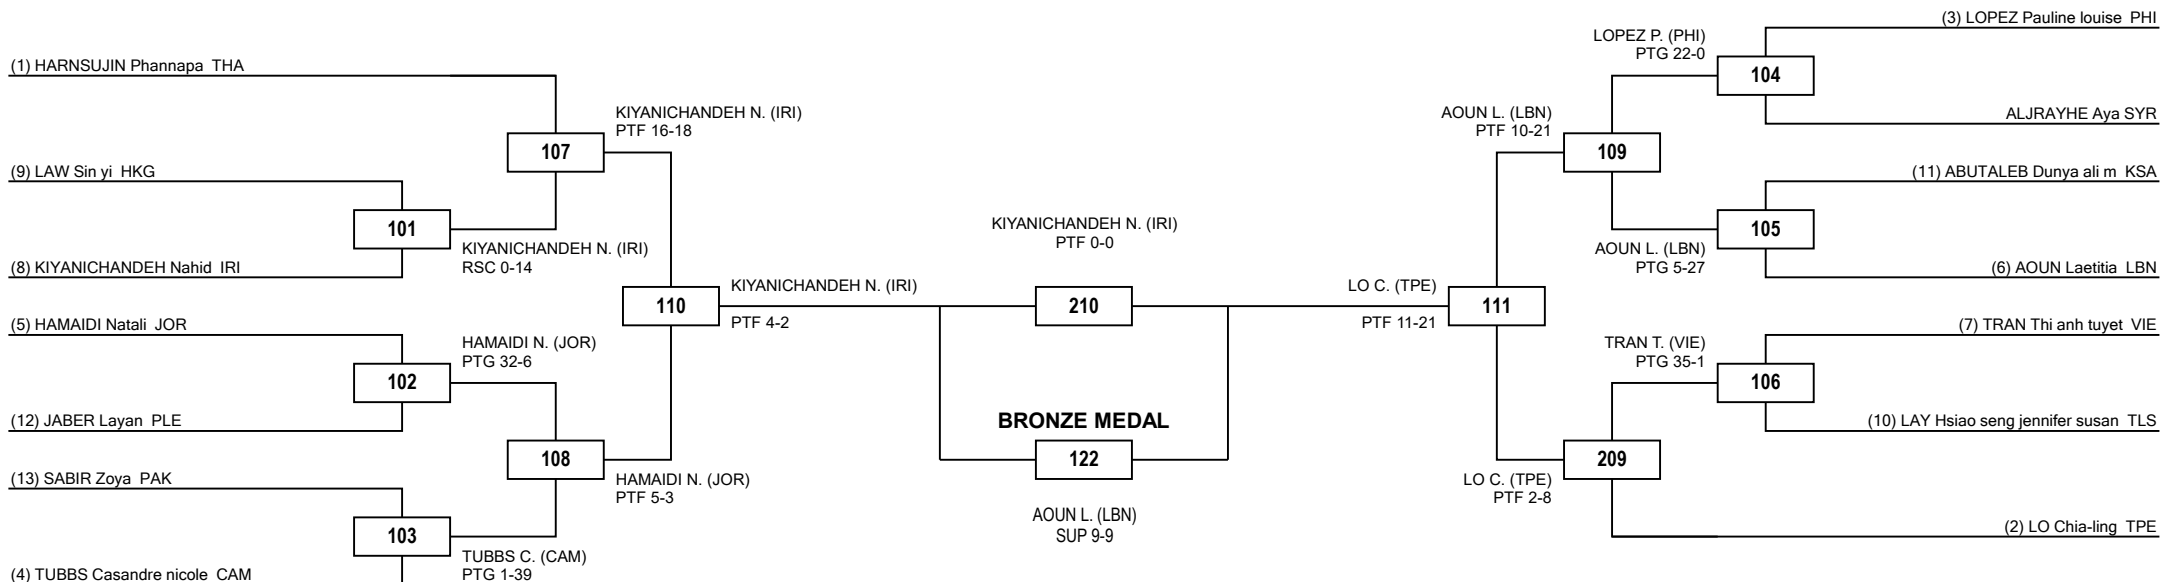 (1) HARNSUJIN Phannapa THA
(9) LAW Sin yi HKG
(8) KIYANICHANDEH Nahid IRI
(5) HAMAIDI Natali JOR
(12) JABER Layan PLE
(13) SABIR Zoya PAK
(4) TUBBS Casandre nicole CAM
101
KIYANICHANDEH N. (IRI)
RSC 0-14
HAMAIDI N. (JOR)
PTG 32-6
102
103
TUBBS C. (CAM)
PTG 1-39
KIYANICHANDEH N. (IRI)
PTF 16-18
107
108
HAMAIDI N. (JOR)
PTF 5-3
110
KIYANICHANDEH N. (IRI)
PTF 4-2
KIYANICHANDEH N. (IRI)
PTF 0-0
210
BRONZE MEDAL
122
AOUN L. (LBN)
SUP 9-9
LO C. (TPE)
PTF 11-21
111
AOUN L. (LBN)
PTF 10-21
109
209
LO C. (TPE)
PTF 2-8
LOPEZ P. (PHI)
PTG 22-0
104
105
AOUN L. (LBN)
PTG 5-27
TRAN T. (VIE)
PTG 35-1
106
(3) LOPEZ Pauline louise PHI
ALJRAYHE Aya SYR
(11) ABUTALEB Dunya ali m KSA
(6) AOUN Laetitia LBN
(7) TRAN Thi anh tuyet VIE
(10) LAY Hsiao seng jennifer susan TLS
(2) LO Chia-ling TPE